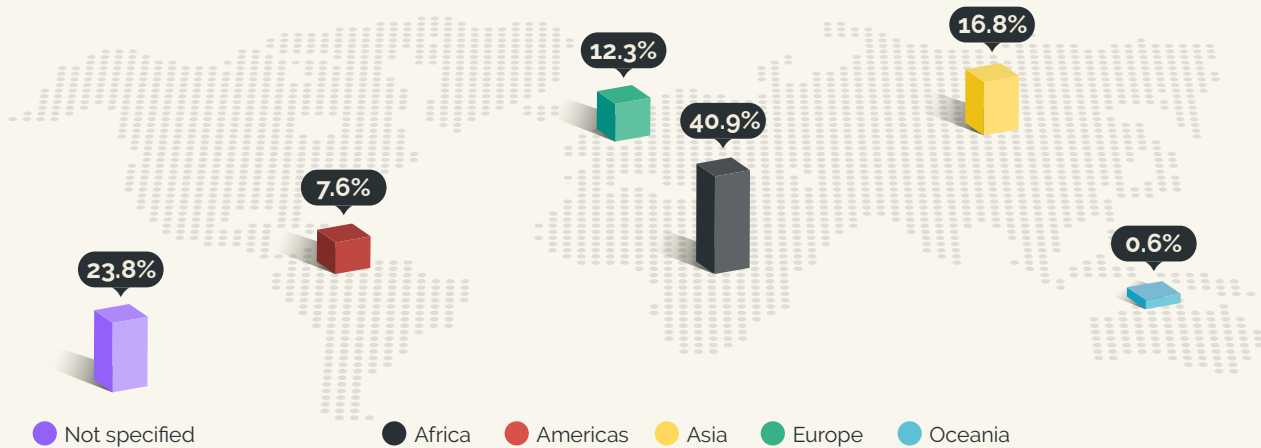 16.8%
12.3%
40.9%
7.6%
0.6%
23.8%
Not specified
Africa
Americas
Asia
Europe
Oceania